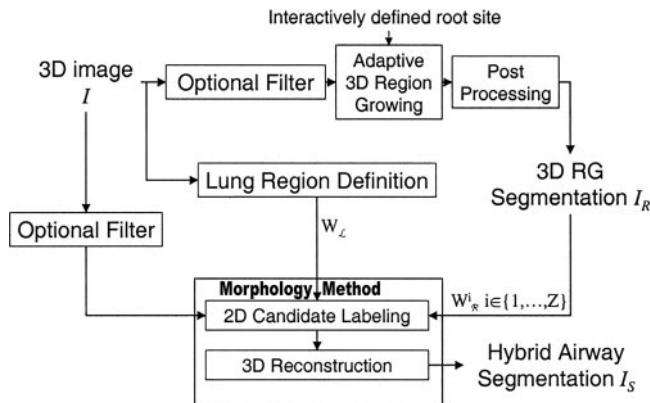 Interactively defined root site
3D image
I
Optional Filter
Adaptive
3D Region
Growing
Post
Processing
Lung Region Definition
3D RG
Segmentation I_R
Optional Filter
W_ℒ
Morphology Method
W^i_ℛ i∈{1,…,Z}
2D Candidate Labeling
3D Reconstruction
Hybrid Airway
Segmentation I_S